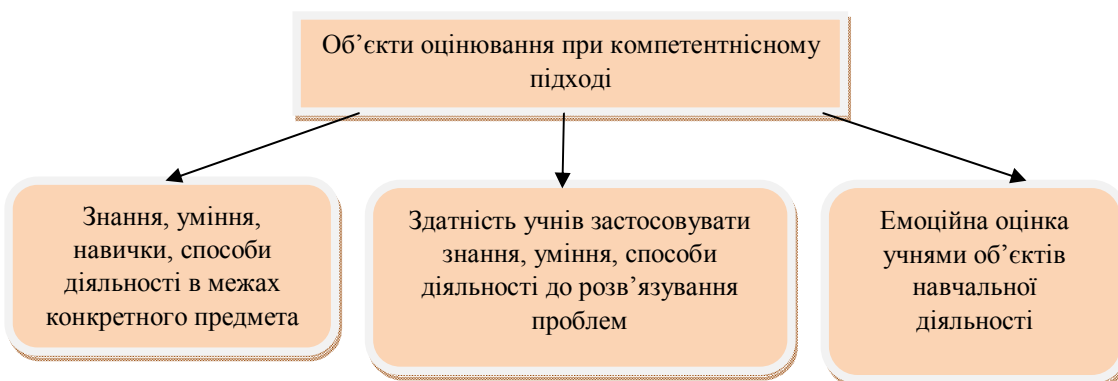 Об’єкти оцінювання при компетентнісному
підході
Знання, уміння,
навички, способи
діяльності в межах
конкретного предмета
Здатність учнів застосовувати
знання, уміння, способи
діяльності до розв’язування
проблем
Емоційна оцінка
учнями об’єктів
навчальної
діяльності